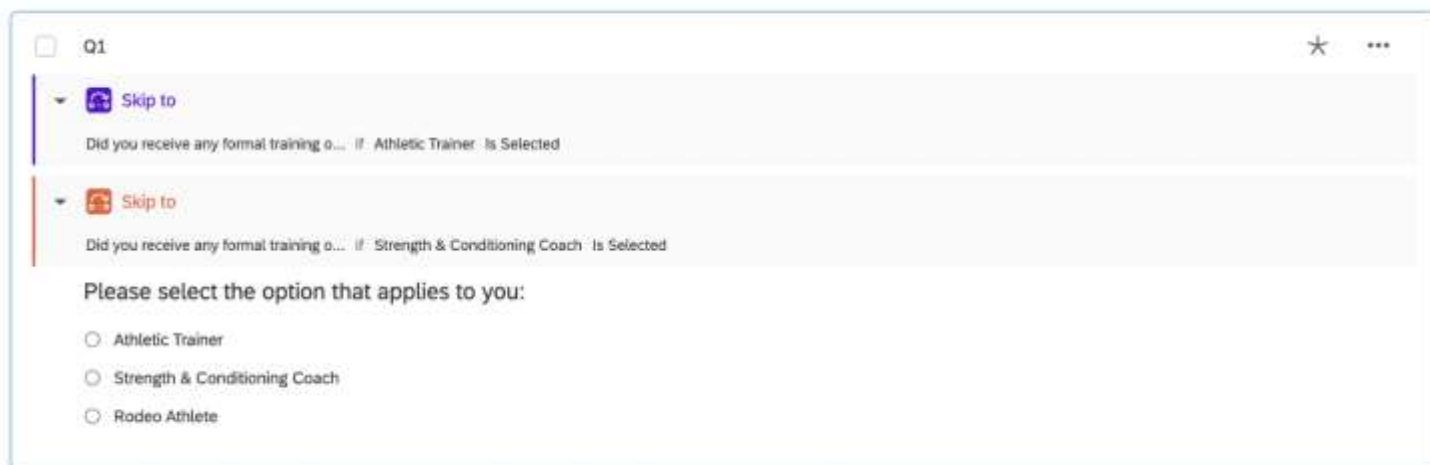 Q1
Skip to
Did you receive any formal training o... If Athletic Trainer Is Selected
Skip to
Did you receive any formal training o... If Strength & Conditioning Coach Is Selected
Please select the option that applies to you:
Athletic Trainer
Strength & Conditioning Coach
Rodeo Athlete